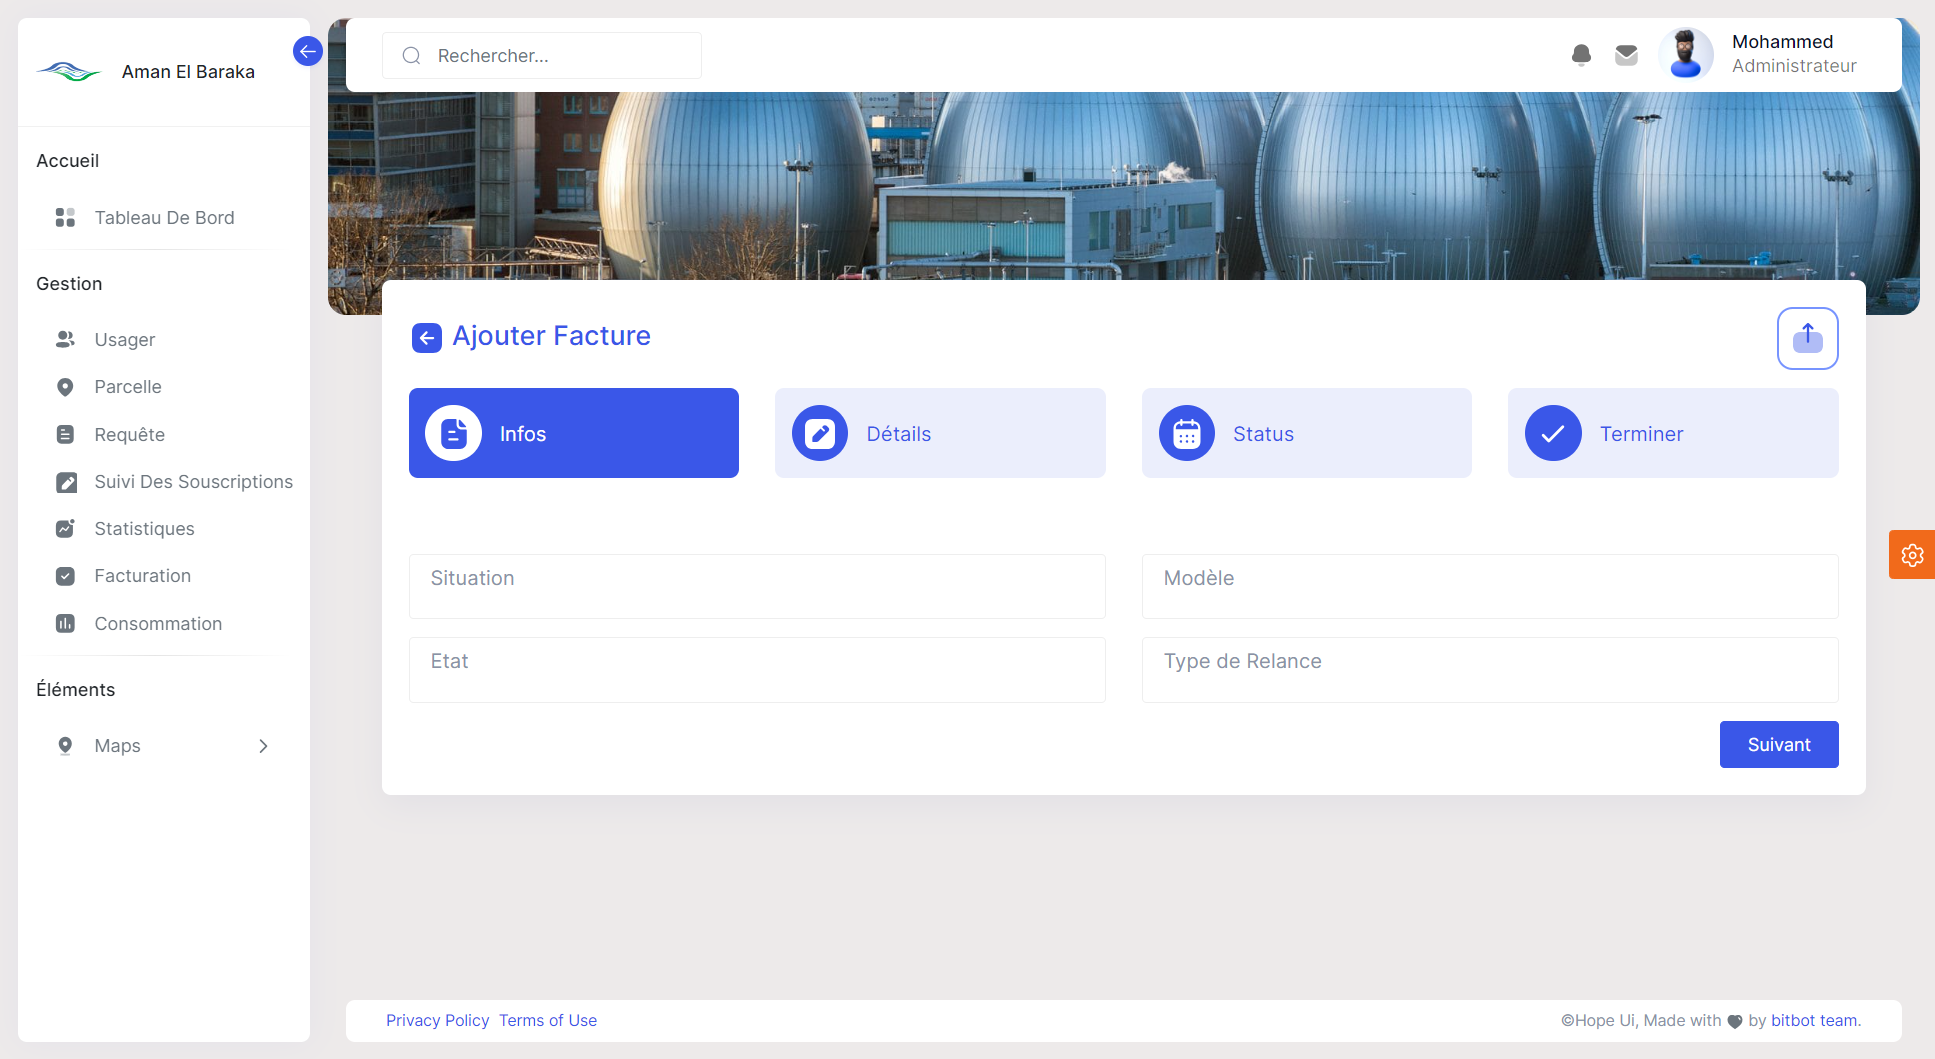 Aman El Baraka
Accueil
Tableau De Bord
Gestion
Usager
Parcelle
Requête
Suivi Des Souscriptions
Statistiques
Facturation
Consommation
Éléments
Maps
Rechercher...
Mohammed
Administrateur
Ajouter Facture
Infos
Détails
Status
Terminer
Situation
Modèle
Etat
Type de Relance
Suivant
Privacy Policy Terms of Use
©Hope Ui, Made with by bitbot team.